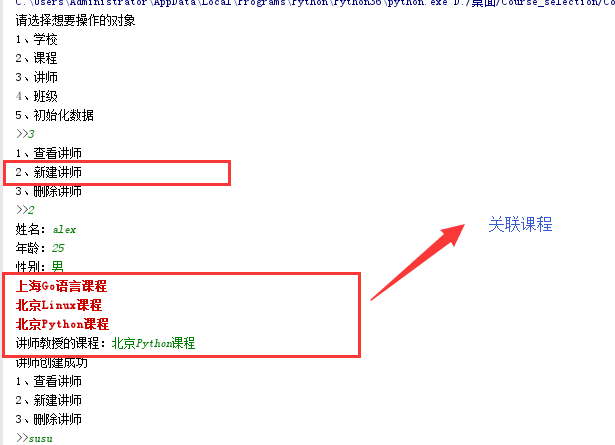 C:\Users\Administrator\AppData\Local\Programs\Python\Python36\python.exe D:/桌面/Course_selection/Co
请选择想要操作的对象
1、学校
2、课程
3、讲师
4、班级
5、初始化数据
>>3
1、查看讲师
2、新建讲师
3、删除讲师
>>2
姓名：alex
年龄：25
性别：男
上海Go语言课程
北京Linux课程
北京Python课程
讲师教授的课程：北京Python课程
讲师创建成功
1、查看讲师
2、新建讲师
3、删除讲师
>>susu
关联课程